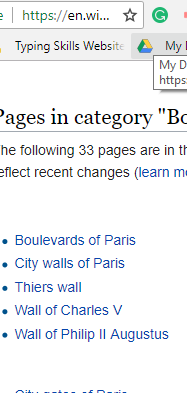 https://en.wi...
Typing Skills Website My
My D
https:
Pages in category "Bo
The following 33 pages are in th
reflect recent changes (learn mo
Boulevards of Paris
City walls of Paris
Thiers wall
Wall of Charles V
Wall of Philip II Augustus
City gates of Paris